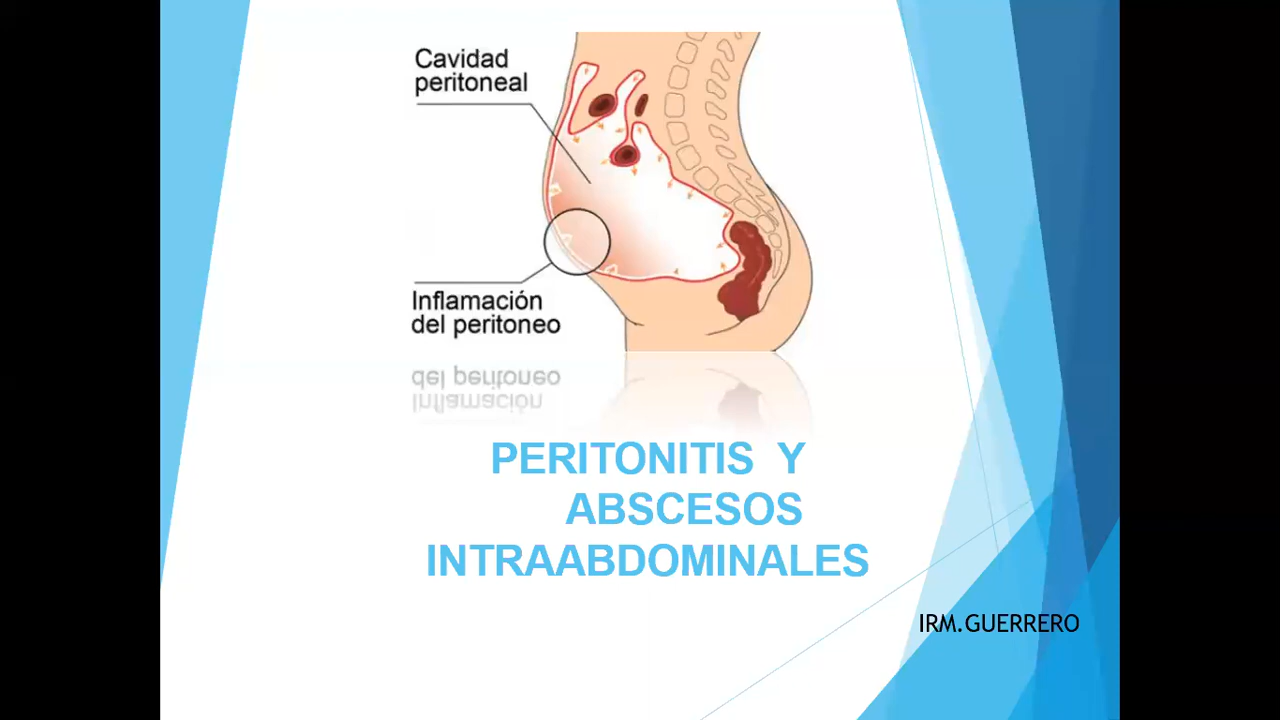 Cavidad
peritoneal
Inflamación
del peritoneo
PERITONITIS Y
ABSCESOS
INTRAABDOMINALES
IRM.GUERRERO